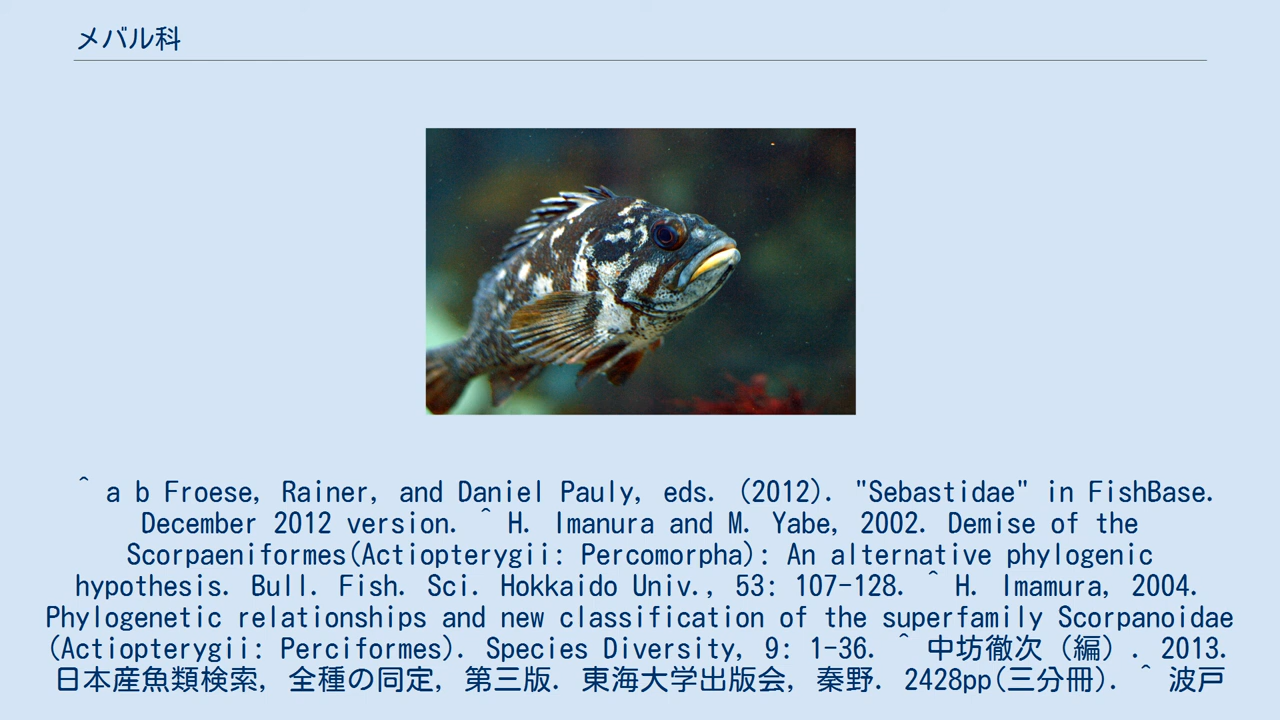 メバル科
^ a b Froese, Rainer, and Daniel Pauly, eds. (2012). "Sebastidae" in FishBase.
December 2012 version. ^ H. Imanura and M. Yabe, 2002. Demise of the
Scorpaeniformes(Actiopterygii: Percomorpha): An alternative phylogenic
hypothesis. Bull. Fish. Sci. Hokkaido Univ., 53: 107-128. ^ H. Imamura, 2004.
Phylogenetic relationships and new classification of the superfamily Scorpanoidae
(Actiopterygii: Perciformes). Species Diversity, 9: 1-36. ^ 中坊徹次（編）. 2013.
日本産魚類検索, 全種の同定, 第三版. 東海大学出版会, 秦野. 2428pp(三分冊). ^ 波戸